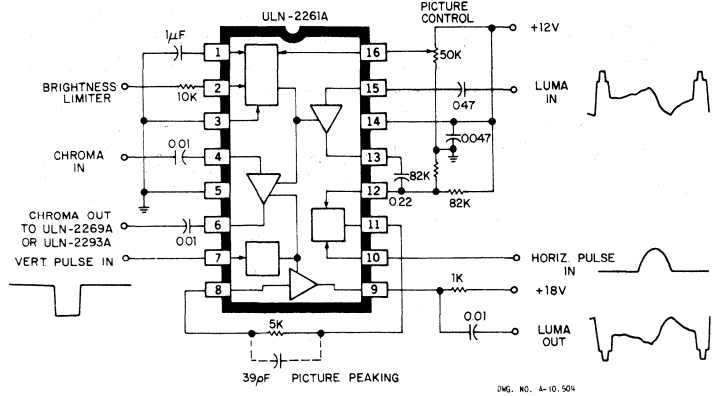 ULN-2261A
PICTURE
CONTROL
+12V
1µF
1
16
50K
BRIGHTNESS
LIMITER
10K
2
15
0.47
LUMA
IN
3
14
0.0047
CHROMA
IN
0.01
4
13
82K
5
12
0.22
82K
CHROMA OUT
TO ULN-2269A
OR ULN-2293A
0.01
6
11
VERT. PULSE IN
7
10
HORIZ. PULSE
IN
8
9
1K
+18V
5K
0.01
LUMA
OUT
39pF
PICTURE PEAKING
DWG. NO. A-10,504